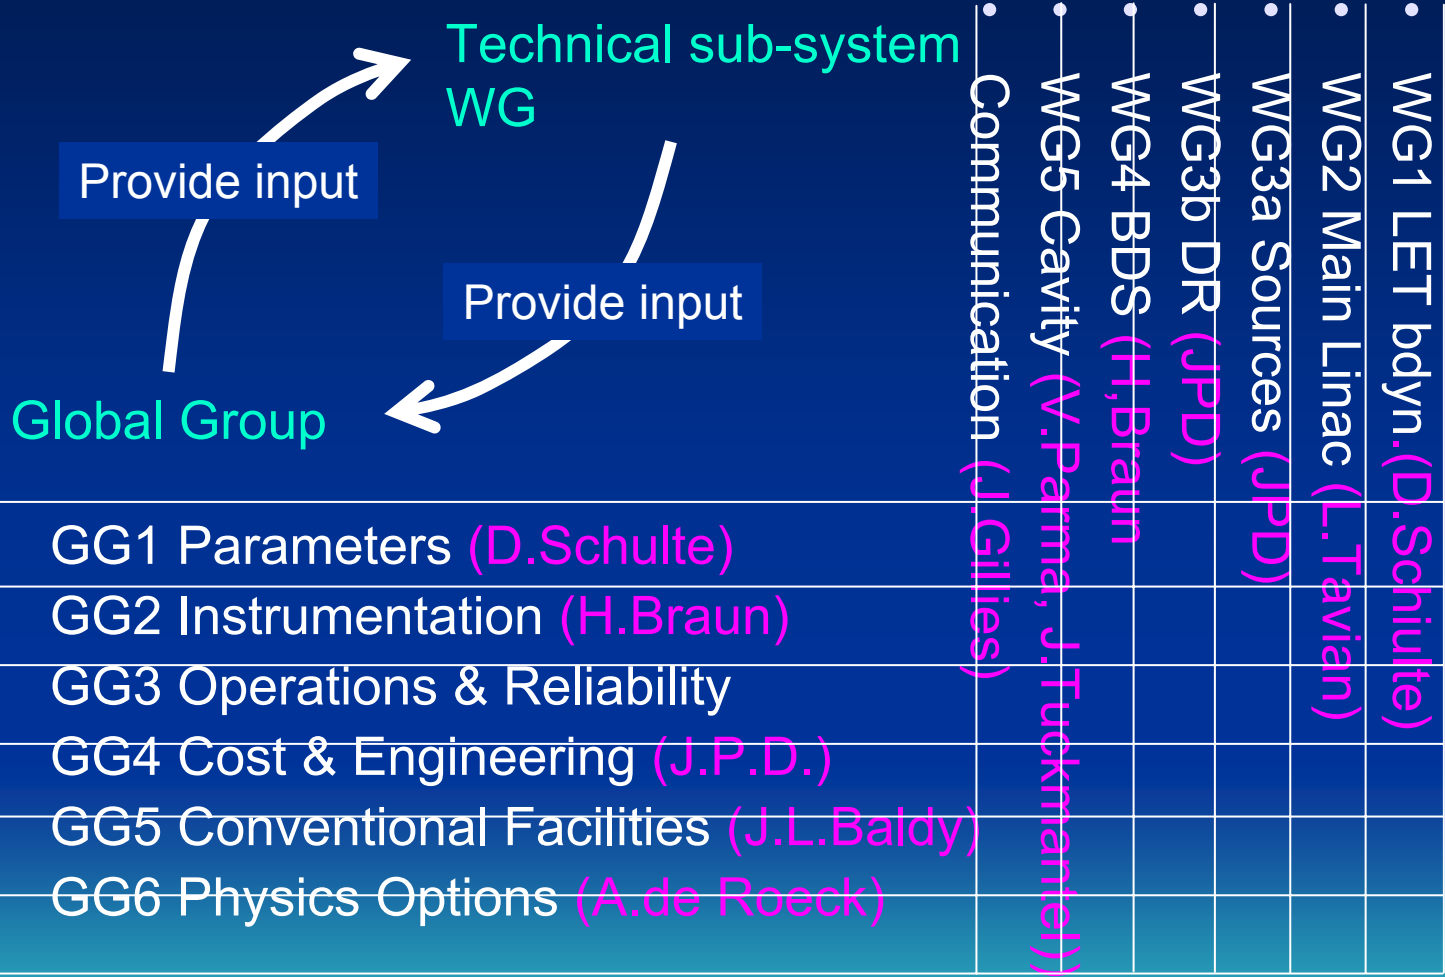 Technical sub-system
WG
Provide input
Provide input
Global Group
GG1 Parameters (D.Schulte)
GG2 Instrumentation (H.Braun)
GG3 Operations & Reliability
GG4 Cost & Engineering (J.P.D.)
GG5 Conventional Facilities (J.L.Baldy)
GG6 Physics Options (A.de Roeck)
• WG1 LET bdyn.(D.Schiulte)
• WG2 Main Linac (L.Tavian)
• WG3a Sources (JPD)
• WG3b DR (JPD)
• WG4 BDS (H,Braun
• WG5 Cavity (V.Parma, J.Tuckmantel))
• Communication (J.Gillies)